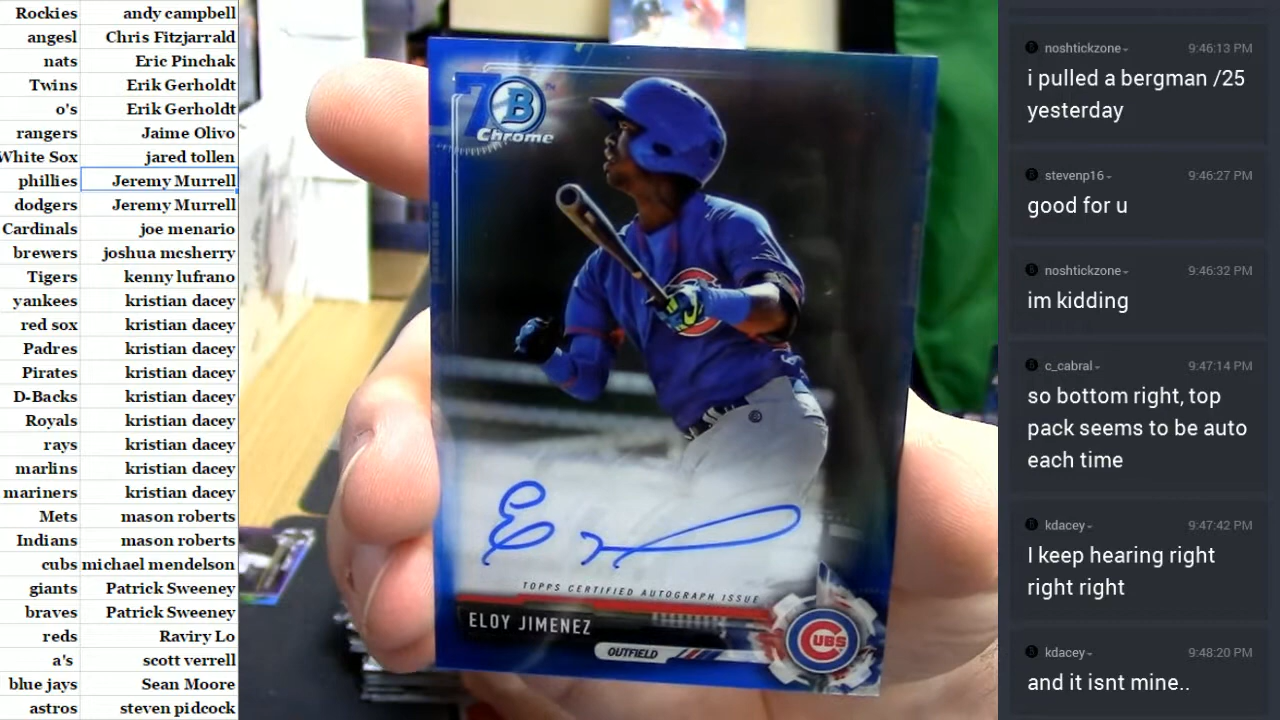 Rockies andy campbell
angesl Chris Fitzjarrald
nats Eric Pinchak
Twins Erik Gerholdt
o's Erik Gerholdt
rangers Jaime Olivo
White Sox jared tollen
phillies Jeremy Murrell
dodgers Jeremy Murrell
Cardinals joe menario
brewers joshua mcsherry
Tigers kenny lufrano
yankees kristian dacey
red sox kristian dacey
Padres kristian dacey
Pirates kristian dacey
D-Backs kristian dacey
Royals kristian dacey
rays kristian dacey
marlins kristian dacey
mariners kristian dacey
Mets mason roberts
Indians mason roberts
cubs michael mendelson
giants Patrick Sweeney
braves Patrick Sweeney
reds Raviry Lo
a's scott verrell
blue jays Sean Moore
astros steven pidcock
70 B
Chrome
TOPPS CERTIFIED AUTOGRAPH ISSUE
ELOY JIMENEZ
OUTFIELD
CUBS
noshtickzone 9:46:13 PM
i pulled a bergman /25
yesterday
stevenp16 9:46:27 PM
good for u
noshtickzone 9:46:32 PM
im kidding
c_cabral 9:47:14 PM
so bottom right, top
pack seems to be auto
each time
kdacey 9:47:42 PM
I keep hearing right
right right
kdacey 9:48:20 PM
and it isnt mine..